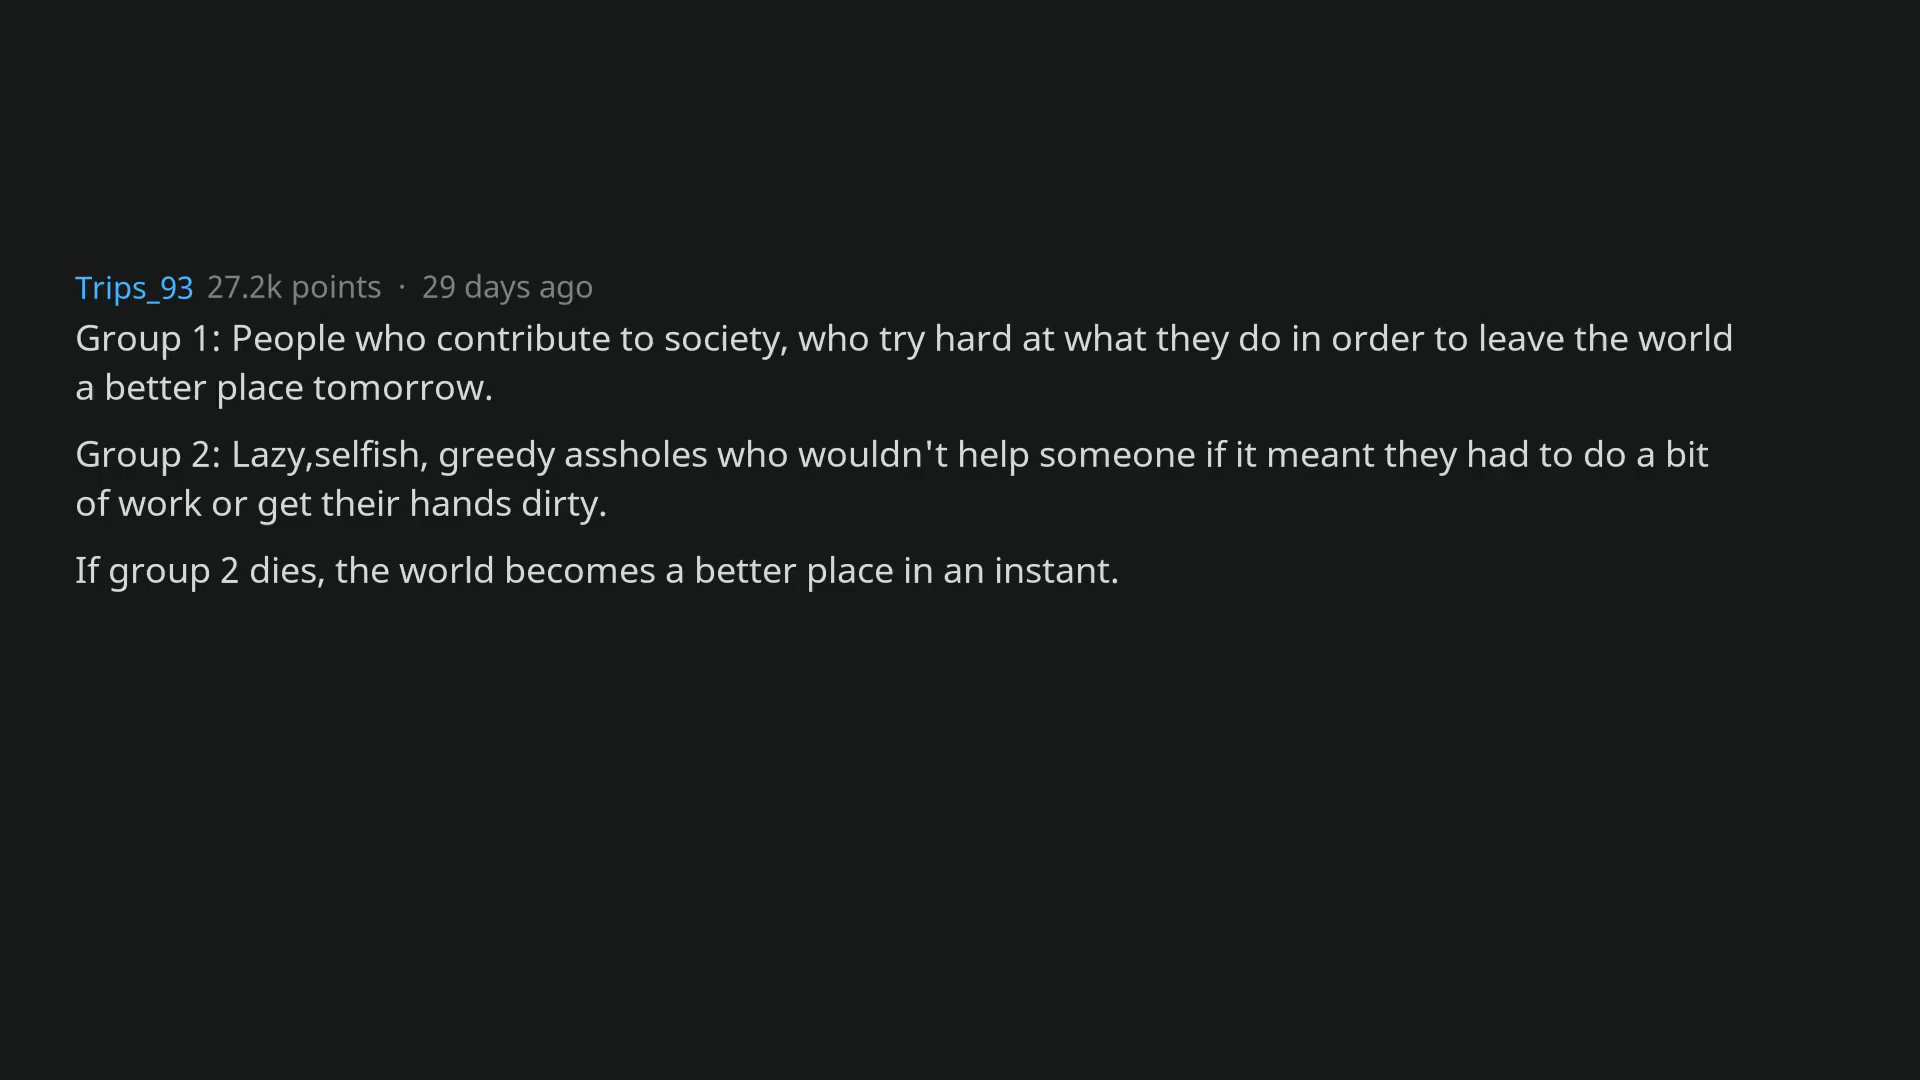 Trips_93 27.2k points · 29 days ago
Group 1: People who contribute to society, who try hard at what they do in order to leave the world
a better place tomorrow.
Group 2: Lazy,selfish, greedy assholes who wouldn't help someone if it meant they had to do a bit
of work or get their hands dirty.
If group 2 dies, the world becomes a better place in an instant.